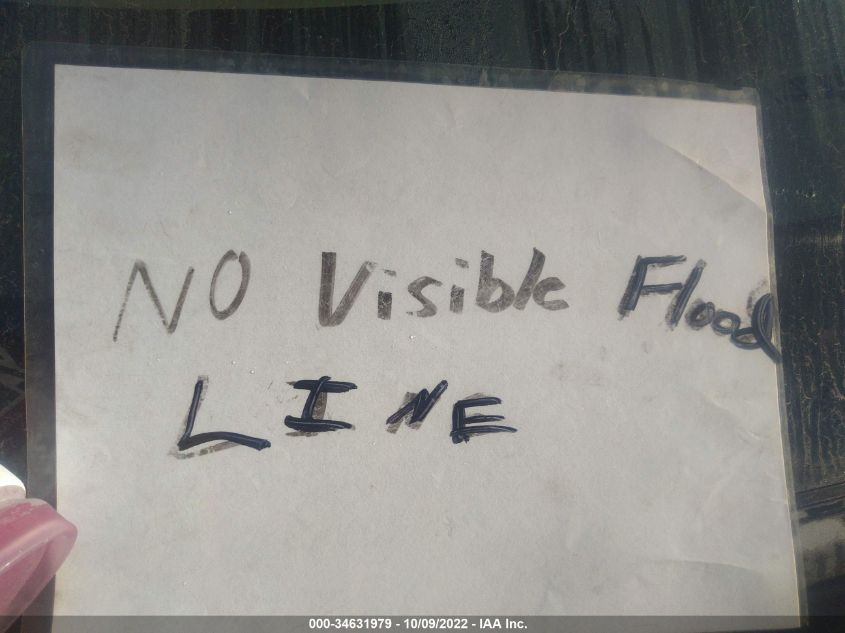 NO Visible Flood
LINE
000-34631979 - 10/09/2022 - IAA Inc.